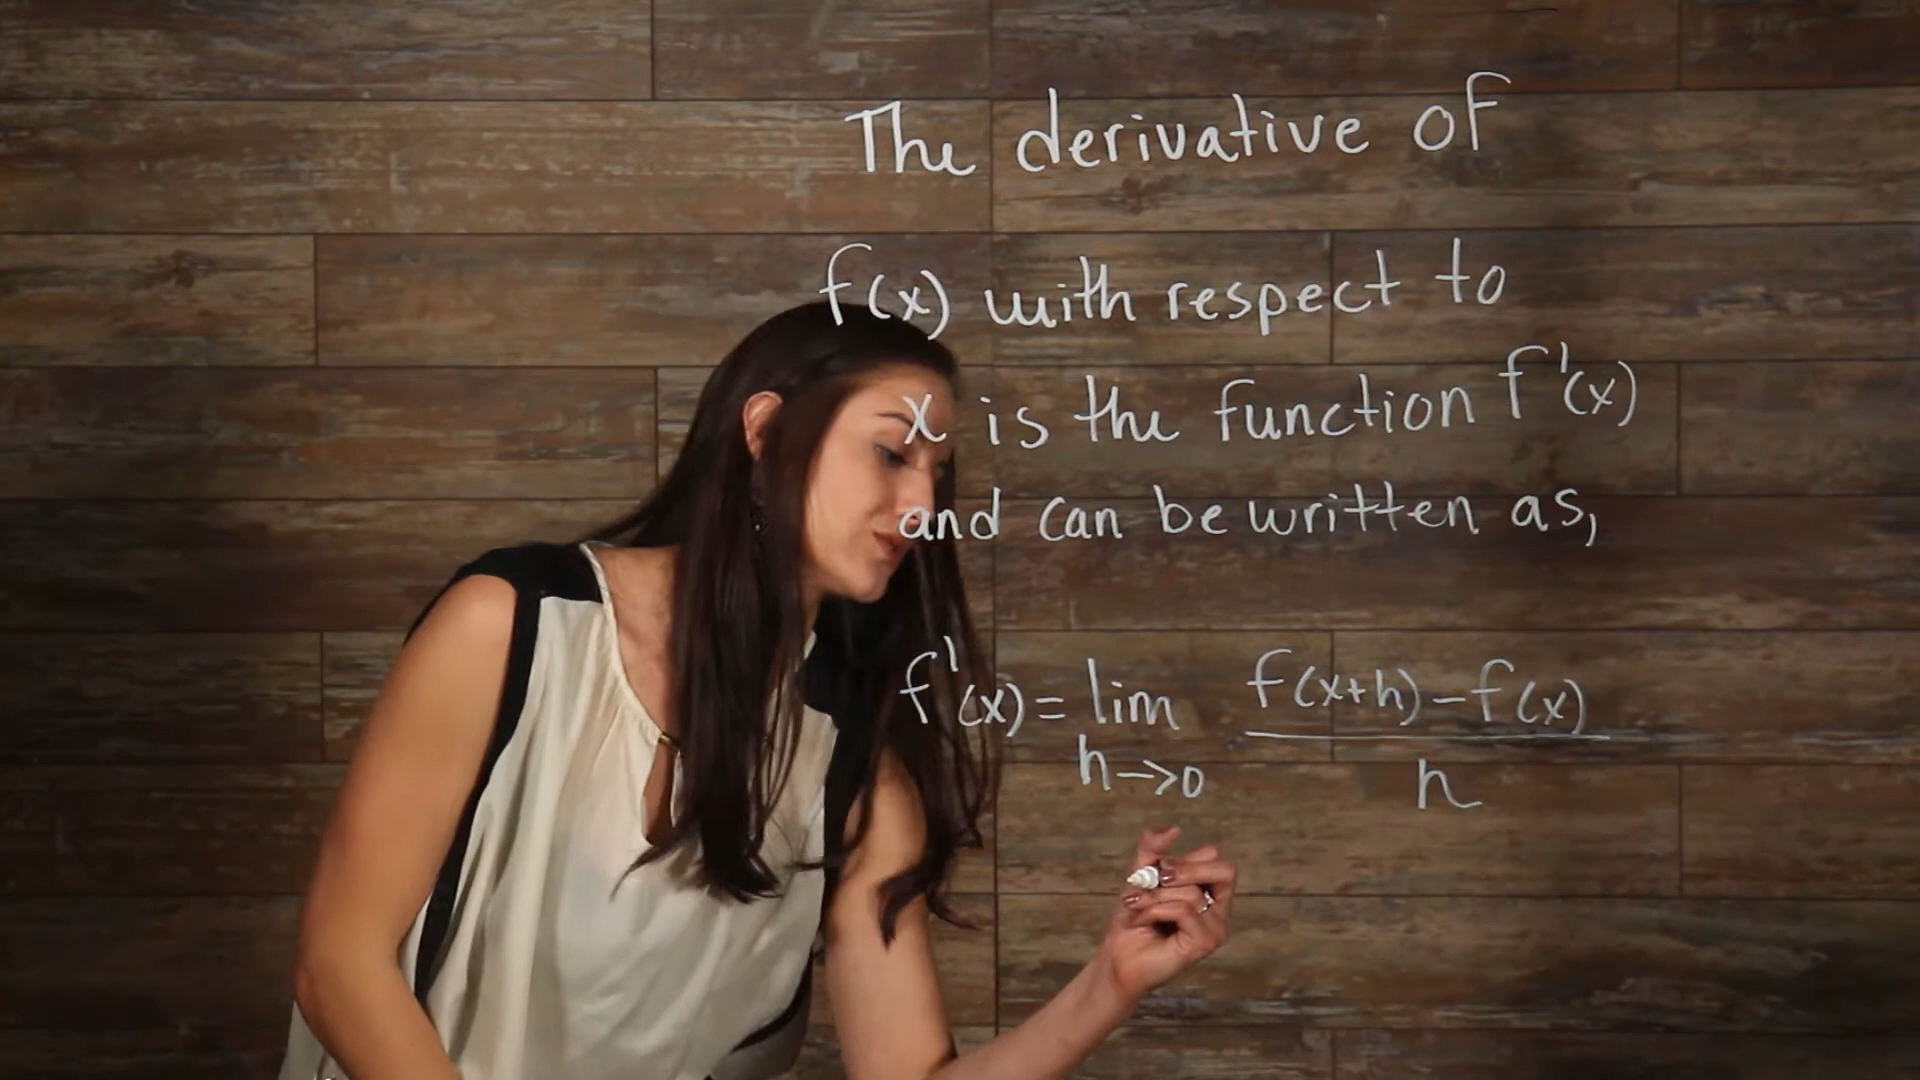 The derivative of
f(x) with respect to
x is the function f'(x)
and can be written as,
f'(x) = lim f(x+h) - f(x)
h->0 h